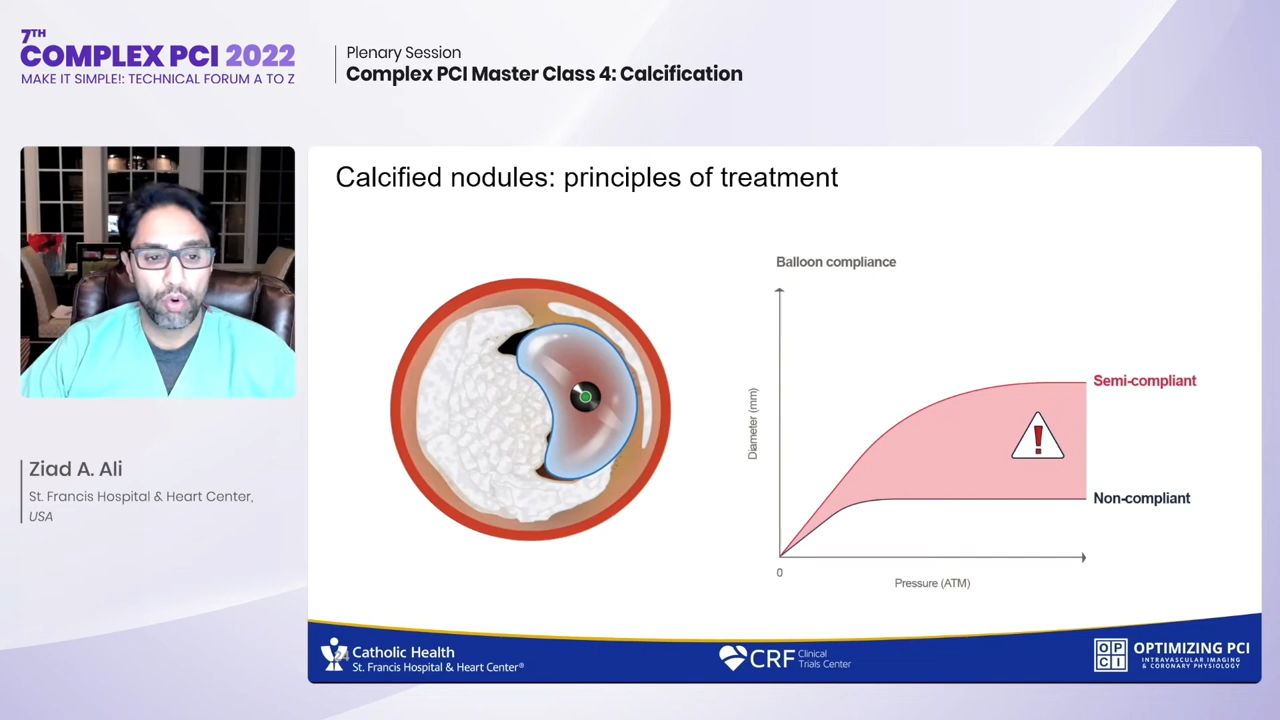 7TH
COMPLEX PCI 2022
MAKE IT SIMPLE!: TECHNICAL FORUM A TO Z
Plenary Session
Complex PCI Master Class 4: Calcification
Ziad A. Ali
St. Francis Hospital & Heart Center,
USA
Calcified nodules: principles of treatment
Balloon compliance
Diameter (mm)
Semi-compliant
!
Non-compliant
0
Pressure (ATM)
24
Catholic Health
St. Francis Hospital & Heart Center®
CRF Clinical
Trials Center
OP
CI
OPTIMIZING PCI
INTRAVASCULAR IMAGING
& CORONARY PHYSIOLOGY